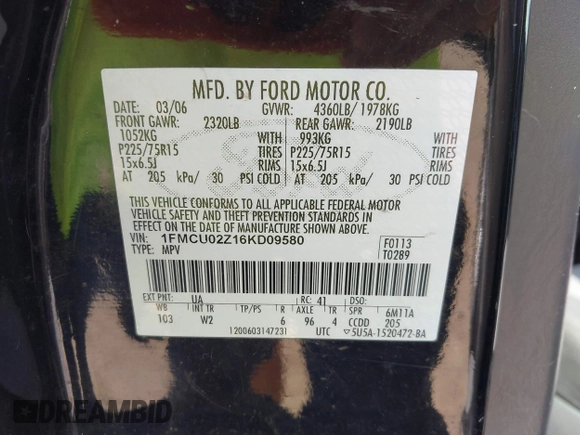 MFD. BY FORD MOTOR CO.
DATE: 03/06 GVWR: 4360LB/ 1978KG
FRONT GAWR: 2320LB REAR GAWR: 2190LB
1052KG WITH 993KG WITH
P225/75R15 TIRES P225/75R15 TIRES
15x6.5J RIMS 15x6.5J RIMS
AT 205 kPa/ 30 PSI COLD AT 205 kPa/ 30 PSI COLD
THIS VEHICLE CONFORMS TO ALL APPLICABLE FEDERAL MOTOR
VEHICLE SAFETY AND THEFT PREVENTION STANDARDS IN
EFFECT ON THE DATE OF MANUFACTURE SHOWN ABOVE.
VIN: 1FMCU02Z16KD09580 F0113
TYPE: MPV T0289
EXT PNT: UA RC: 41 DSO:
WB INT TR TP/PS R AXLE TR SPR 6M11A
103 W2 6 96 4 CCDD 205
1200603147231 UTC 5U5A-1520472-BA
DREAMBID